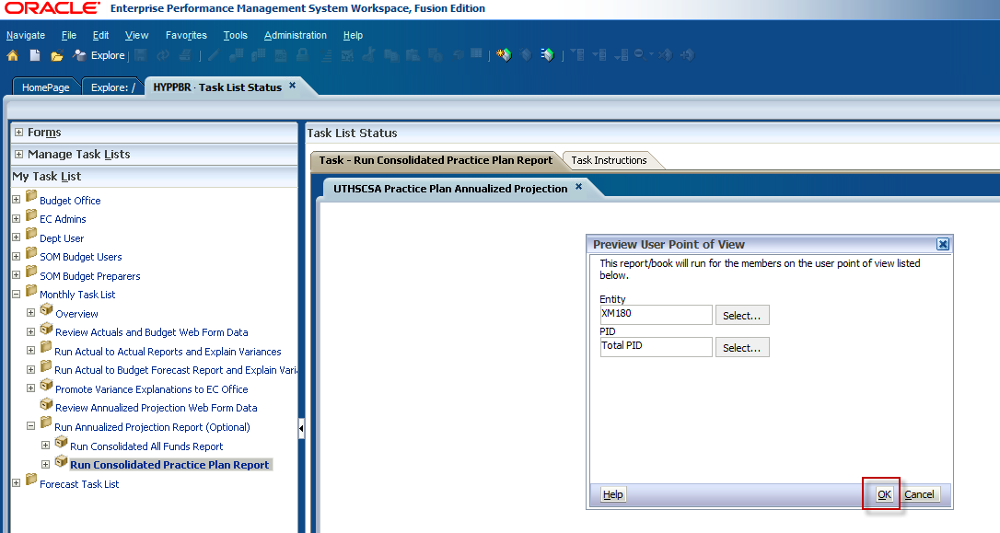 ORACLE® Enterprise Performance Management System Workspace, Fusion Edition
Navigate File Edit View Favorites Tools Administration Help
Explore
HomePage Explore: / HYPPBR - Task List Status
Forms
Manage Task Lists
My Task List
Budget Office
EC Admins
Dept User
SOM Budget Users
SOM Budget Preparers
Monthly Task List
Overview
Review Actuals and Budget Web Form Data
Run Actual to Actual Reports and Explain Variances
Run Actual to Budget Forecast Report and Explain Vari
Promote Variance Explanations to EC Office
Review Annualized Projection Web Form Data
Run Annualized Projection Report (Optional)
Run Consolidated All Funds Report
Run Consolidated Practice Plan Report
Forecast Task List
Task List Status
Task - Run Consolidated Practice Plan Report Task Instructions
UTHSCSA Practice Plan Annualized Projection
Preview User Point of View
This report/book will run for the members on the user point of view listed
below.
Entity
XM180 Select...
PID
Total PID Select...
Help OK Cancel